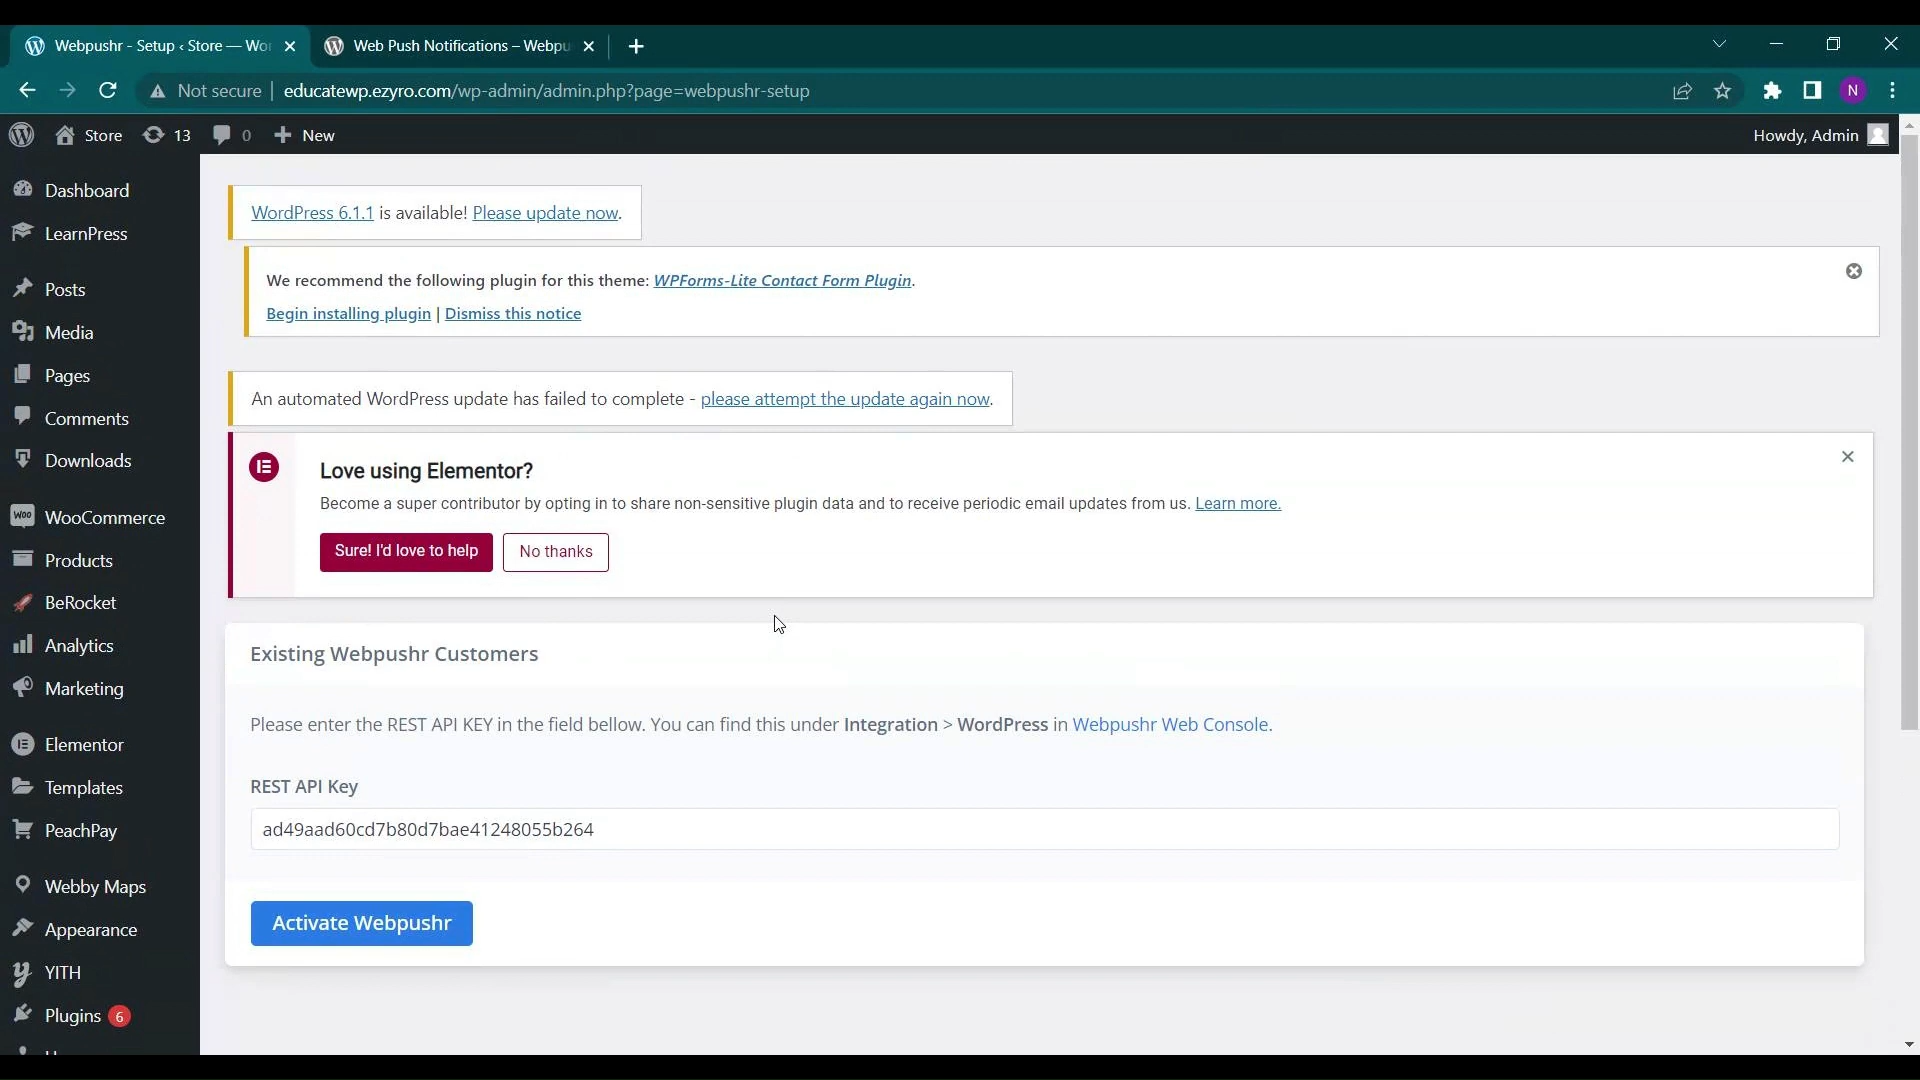 Webpushr - Setup ‹ Store — Wor
Web Push Notifications – Webpu
Not secure
educatewp.ezyro.com/wp-admin/admin.php?page=webpushr-setup
N
Store
13
0
New
Howdy, Admin
Dashboard
LearnPress
Posts
Media
Pages
Comments
Downloads
WooCommerce
Products
BeRocket
Analytics
Marketing
Elementor
Templates
PeachPay
Webby Maps
Appearance
YITH
Plugins 6
WordPress 6.1.1 is available! Please update now.
We recommend the following plugin for this theme: WPForms-Lite Contact Form Plugin.
Begin installing plugin | Dismiss this notice
An automated WordPress update has failed to complete - please attempt the update again now.
Love using Elementor?
Become a super contributor by opting in to share non-sensitive plugin data and to receive periodic email updates from us. Learn more.
Sure! I'd love to help
No thanks
Existing Webpushr Customers
Please enter the REST API KEY in the field bellow. You can find this under Integration > WordPress in Webpushr Web Console.
REST API Key
ad49aad60cd7b80d7bae41248055b264
Activate Webpushr